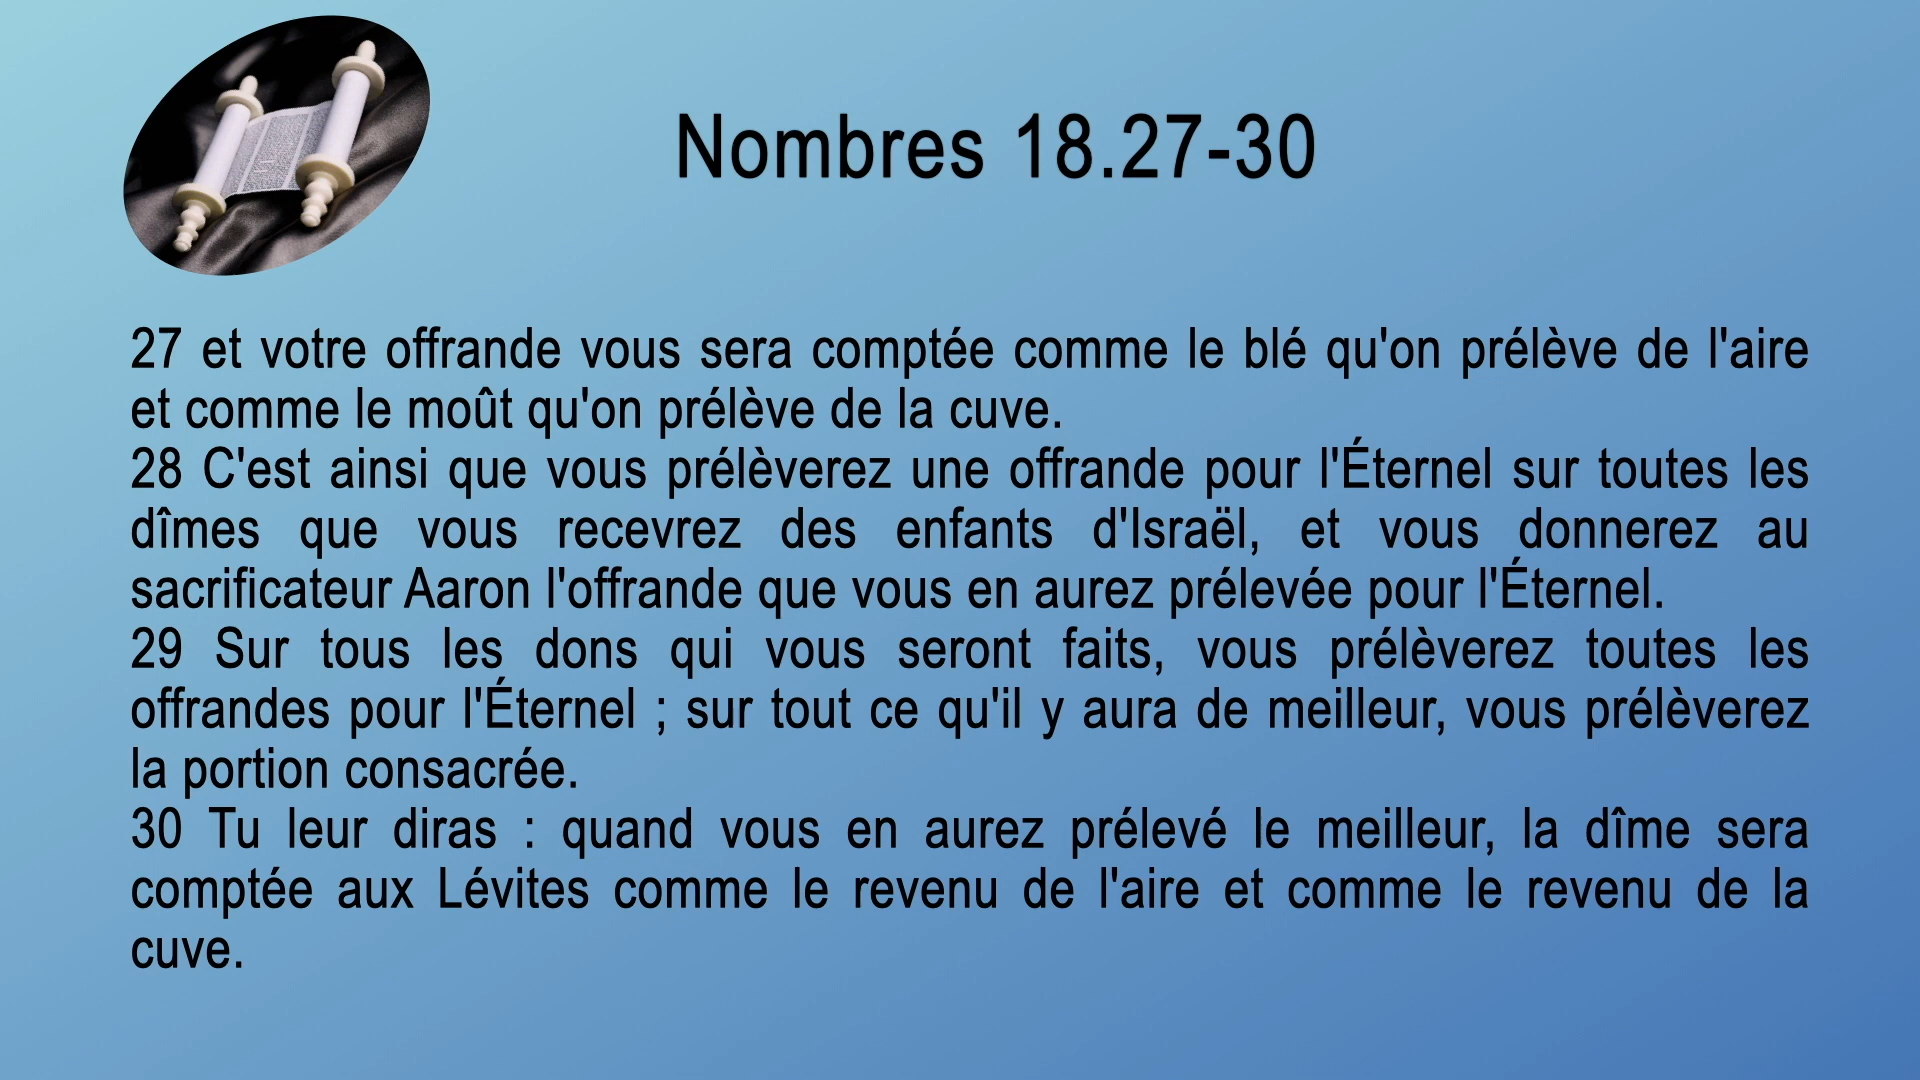 Nombres 18.27-30
27 et votre offrande vous sera comptée comme le blé qu'on prélève de l'aire
et comme le moût qu'on prélève de la cuve.
28 C'est ainsi que vous prélèverez une offrande pour l'Éternel sur toutes les
dîmes que vous recevrez des enfants d'Israël, et vous donnerez au
sacrificateur Aaron l'offrande que vous en aurez prélevée pour l'Éternel.
29 Sur tous les dons qui vous seront faits, vous prélèverez toutes les
offrandes pour l'Éternel ; sur tout ce qu'il y aura de meilleur, vous prélèverez
la portion consacrée.
30 Tu leur diras : quand vous en aurez prélevé le meilleur, la dîme sera
comptée aux Lévites comme le revenu de l'aire et comme le revenu de la
cuve.